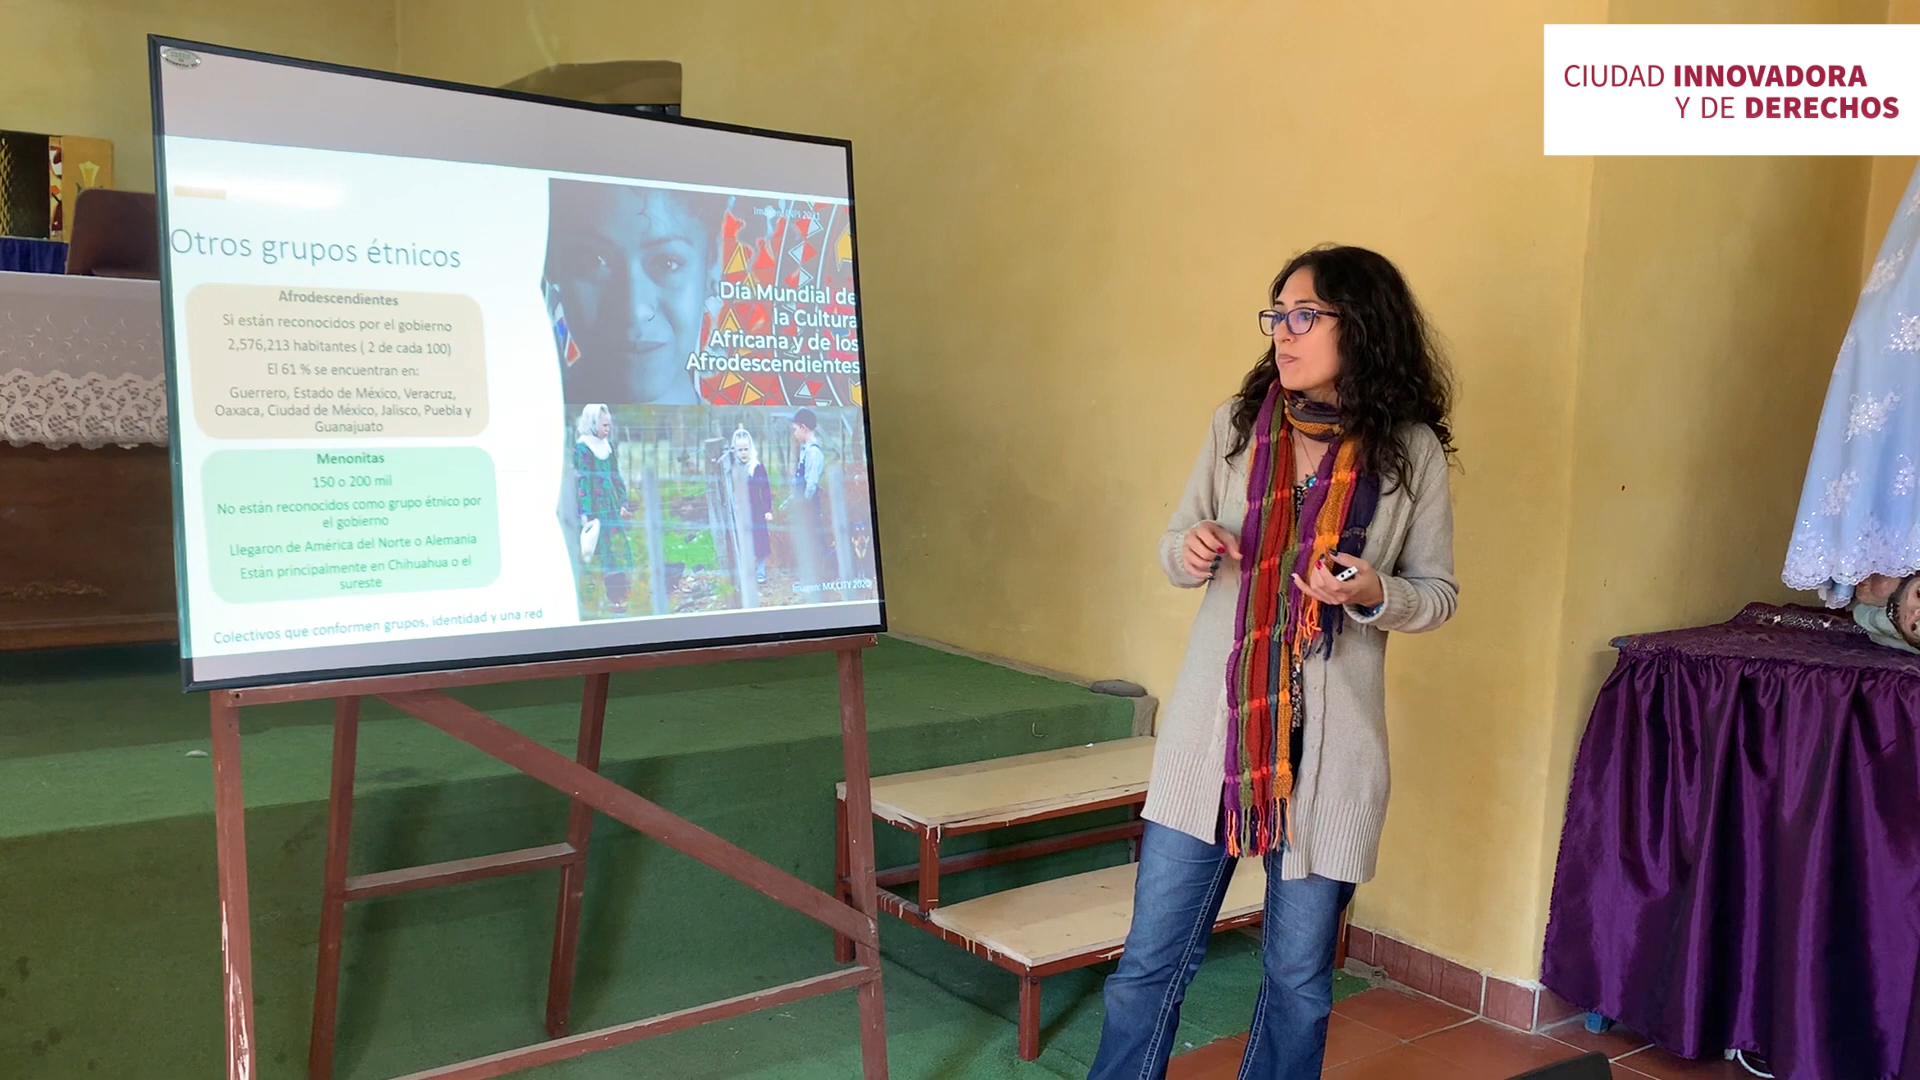 CIUDAD INNOVADORA
Y DE DERECHOS
Otros grupos étnicos
Afrodescendientes
Si están reconocidos por el gobierno
2,576,213 habitantes ( 2 de cada 100)
El 61 % se encuentran en:
Guerrero, Estado de México, Veracruz,
Oaxaca, Ciudad de México, Jalisco, Puebla y
Guanajuato
Menonitas
150 o 200 mil
No están reconocidos como grupo étnico por
el gobierno
Llegaron de América del Norte o Alemania
Están principalmente en Chihuahua o el
sureste
Colectivos que conformen grupos, identidad y una red
Día Mundial de
la Cultura
Africana y de los
Afrodescendientes
Imagen: MX CITY 2020